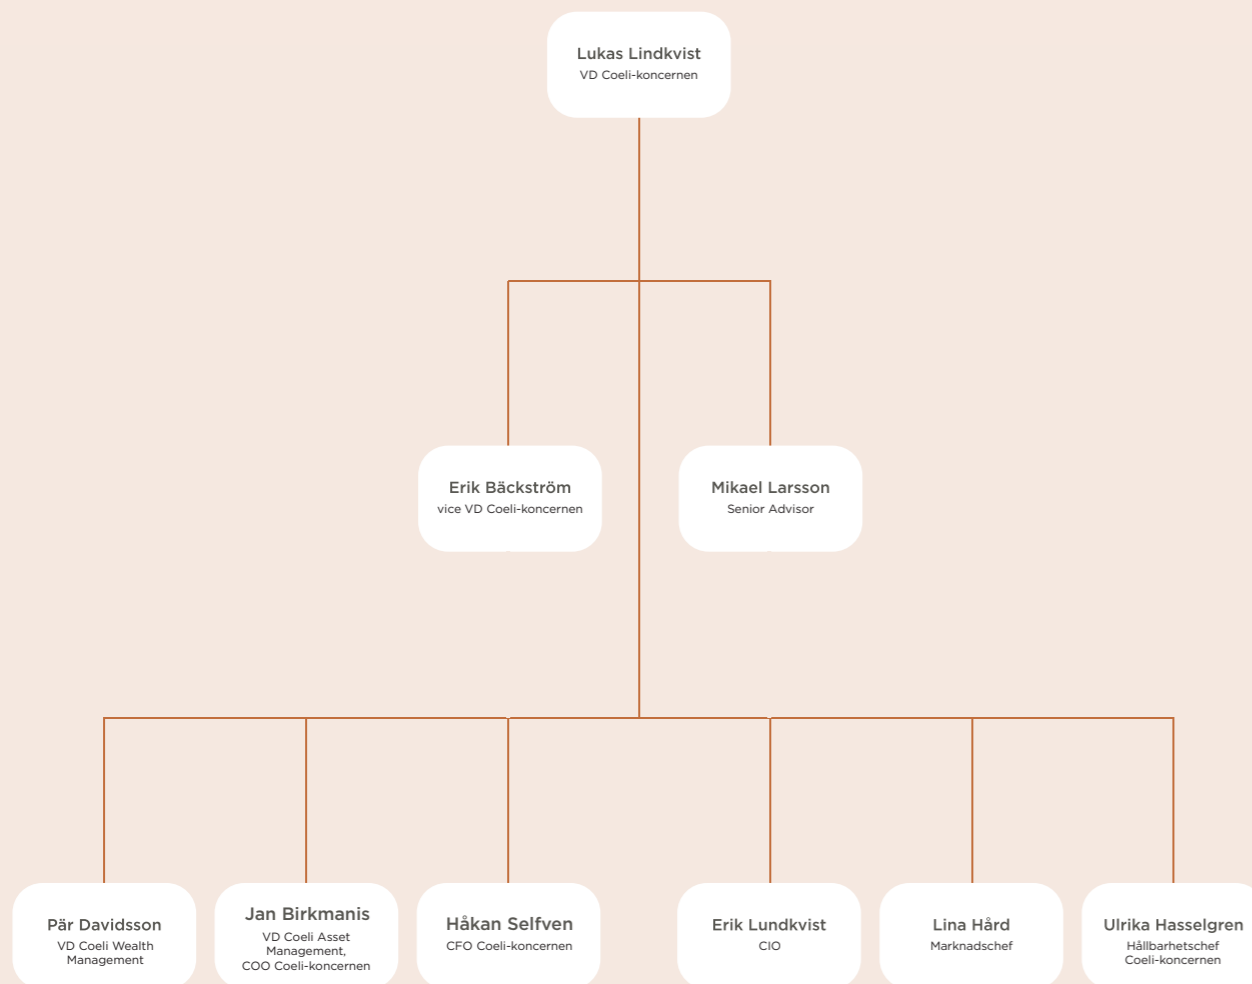 Lukas Lindkvist
VD Coeli-koncernen
Erik Bäckström
vice VD Coeli-koncernen
Mikael Larsson
Senior Advisor
Pär Davidsson
VD Coeli Wealth
Management
Jan Birkmanis
VD Coeli Asset
Management,
COO Coeli-koncernen
Håkan Selfven
CFO Coeli-koncernen
Erik Lundkvist
CIO
Lina Hård
Marknadschef
Ulrika Hasselgren
Hållbarhetschef
Coeli-koncernen